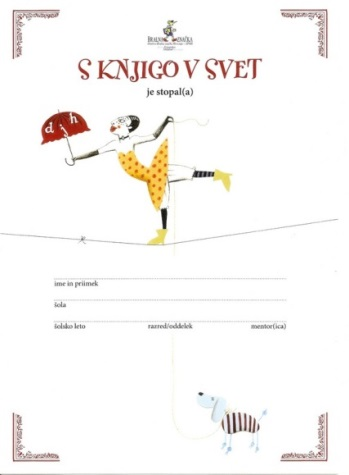 S KNJIGO V SVET
je stopal(a)
d h
ime in priimek
šola
šolsko leto razred/oddelek mentor(ica)